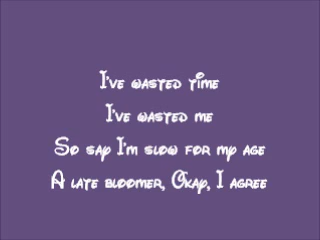 I've wasted time
I've wasted me
So say I'm slow for my age
A late bloomer, Okay, I agree